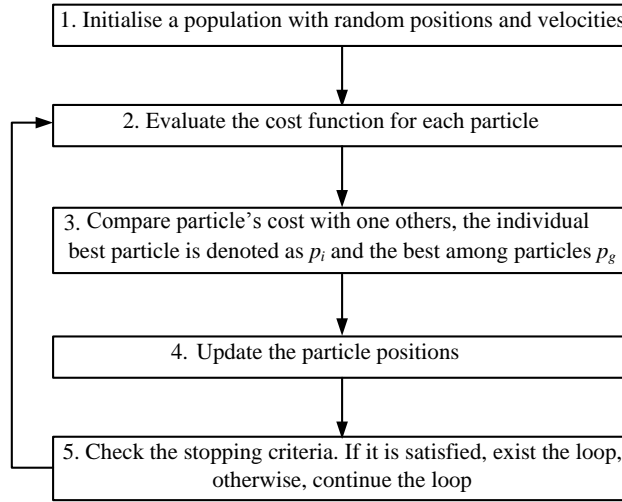 1. Initialise a population with random positions and velocities
2. Evaluate the cost function for each particle
3. Compare particle's cost with one others, the individual
best particle is denoted as p_i and the best among particles p_g
4. Update the particle positions
5. Check the stopping criteria. If it is satisfied, exist the loop,
otherwise, continue the loop